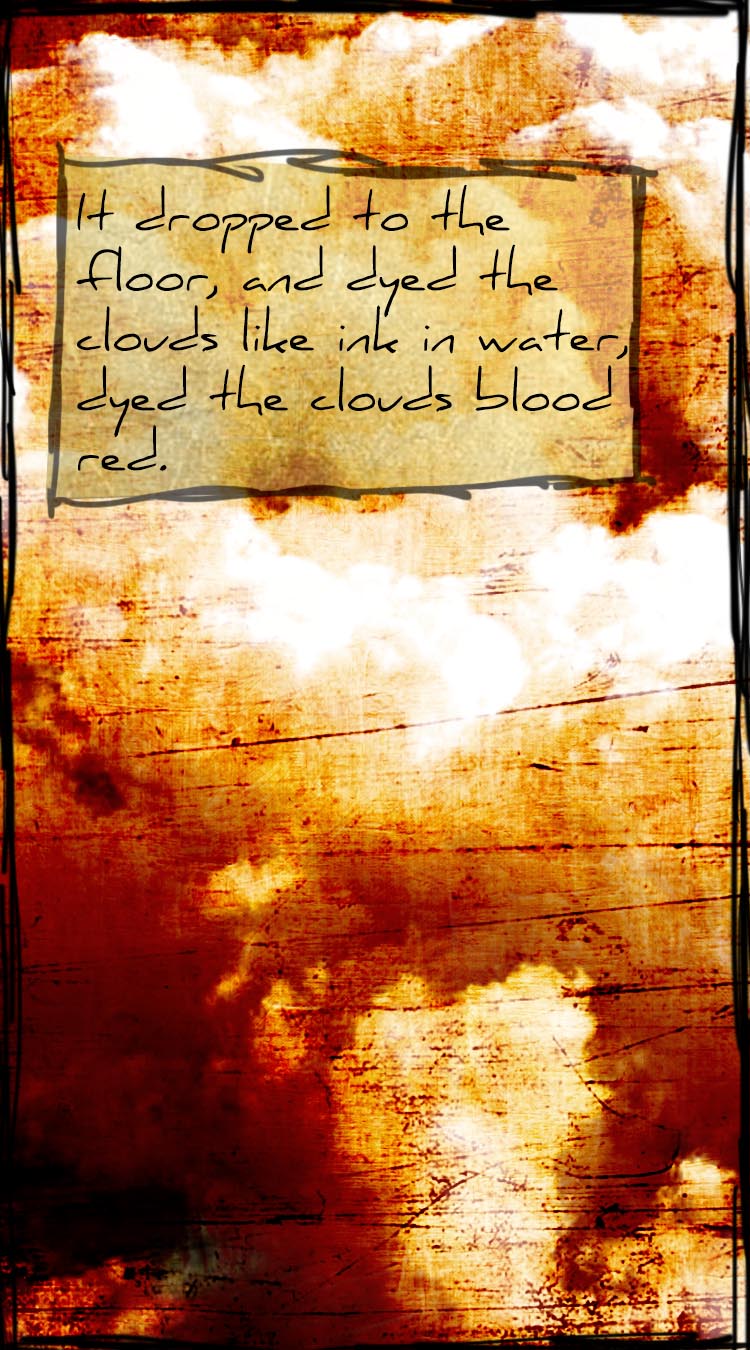 It dropped to the
floor, and dyed the
clouds like ink in water,
dyed the clouds blood
red.